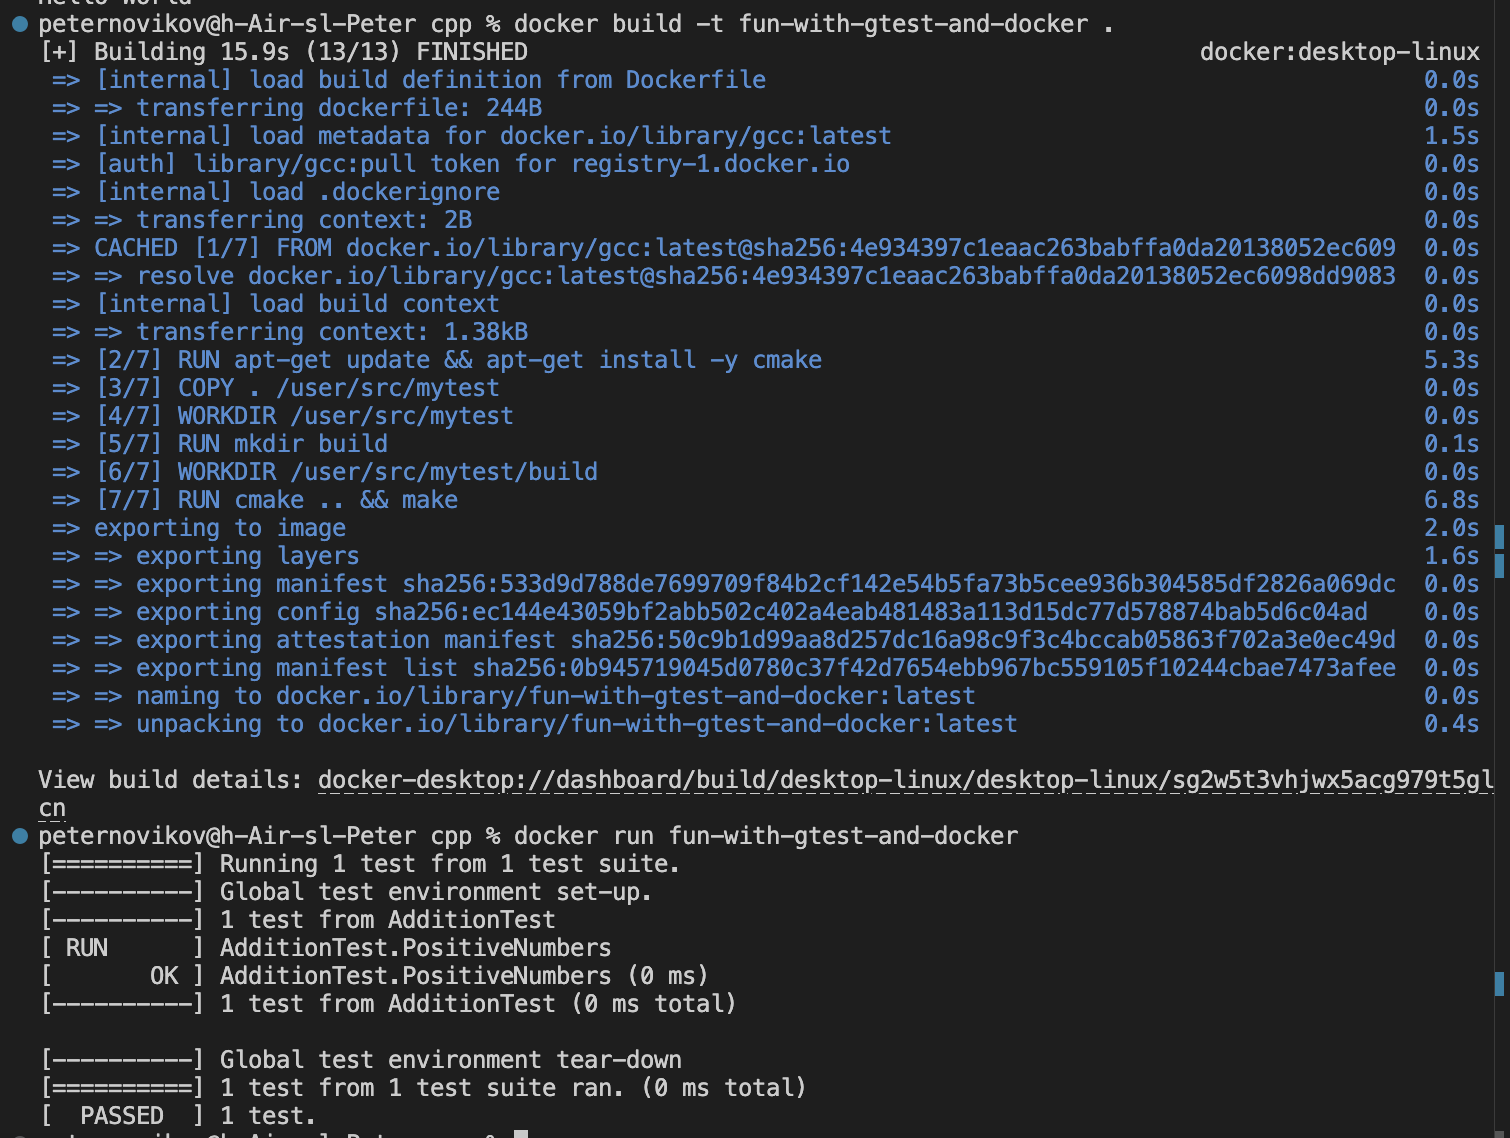 Hello World
peternovikov@h-Air-sl-Peter cpp % docker build -t fun-with-gtest-and-docker .
[+] Building 15.9s (13/13) FINISHED docker:desktop-linux
=> [internal] load build definition from Dockerfile 0.0s
=> => transferring dockerfile: 244B 0.0s
=> [internal] load metadata for docker.io/library/gcc:latest 1.5s
=> [auth] library/gcc:pull token for registry-1.docker.io 0.0s
=> [internal] load .dockerignore 0.0s
=> => transferring context: 2B 0.0s
=> CACHED [1/7] FROM docker.io/library/gcc:latest@sha256:4e934397c1eaac263babffa0da20138052ec609 0.0s
=> => resolve docker.io/library/gcc:latest@sha256:4e934397c1eaac263babffa0da20138052ec6098dd9083 0.0s
=> [internal] load build context 0.0s
=> => transferring context: 1.38kB 0.0s
=> [2/7] RUN apt-get update && apt-get install -y cmake 5.3s
=> [3/7] COPY . /user/src/mytest 0.0s
=> [4/7] WORKDIR /user/src/mytest 0.0s
=> [5/7] RUN mkdir build 0.1s
=> [6/7] WORKDIR /user/src/mytest/build 0.0s
=> [7/7] RUN cmake .. && make 6.8s
=> exporting to image 2.0s
=> => exporting layers 1.6s
=> => exporting manifest sha256:533d9d788de7699709f84b2cf142e54b5fa73b5cee936b304585df2826a069dc 0.0s
=> => exporting config sha256:ec144e43059bf2abb502c402a4eab481483a113d15dc77d578874bab5d6c04ad 0.0s
=> => exporting attestation manifest sha256:50c9b1d99aa8d257dc16a98c9f3c4bccab05863f702a3e0ec49d 0.0s
=> => exporting manifest list sha256:0b945719045d0780c37f42d7654ebb967bc559105f10244cbae7473afee 0.0s
=> => naming to docker.io/library/fun-with-gtest-and-docker:latest 0.0s
=> => unpacking to docker.io/library/fun-with-gtest-and-docker:latest 0.4s
View build details: docker-desktop://dashboard/build/desktop-linux/desktop-linux/sg2w5t3vhjwx5acg979t5gl
cn
peternovikov@h-Air-sl-Peter cpp % docker run fun-with-gtest-and-docker
[==========] Running 1 test from 1 test suite.
[----------] Global test environment set-up.
[----------] 1 test from AdditionTest
[ RUN      ] AdditionTest.PositiveNumbers
[       OK ] AdditionTest.PositiveNumbers (0 ms)
[----------] 1 test from AdditionTest (0 ms total)
[----------] Global test environment tear-down
[==========] 1 test from 1 test suite ran. (0 ms total)
[  PASSED  ] 1 test.
peternovikov@h-Air-sl-Peter cpp %